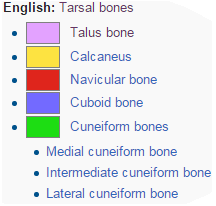 English: Tarsal bones
Talus bone
Calcaneus
Navicular bone
Cuboid bone
Cuneiform bones
Medial cuneiform bone
Intermediate cuneiform bone
Lateral cuneiform bone